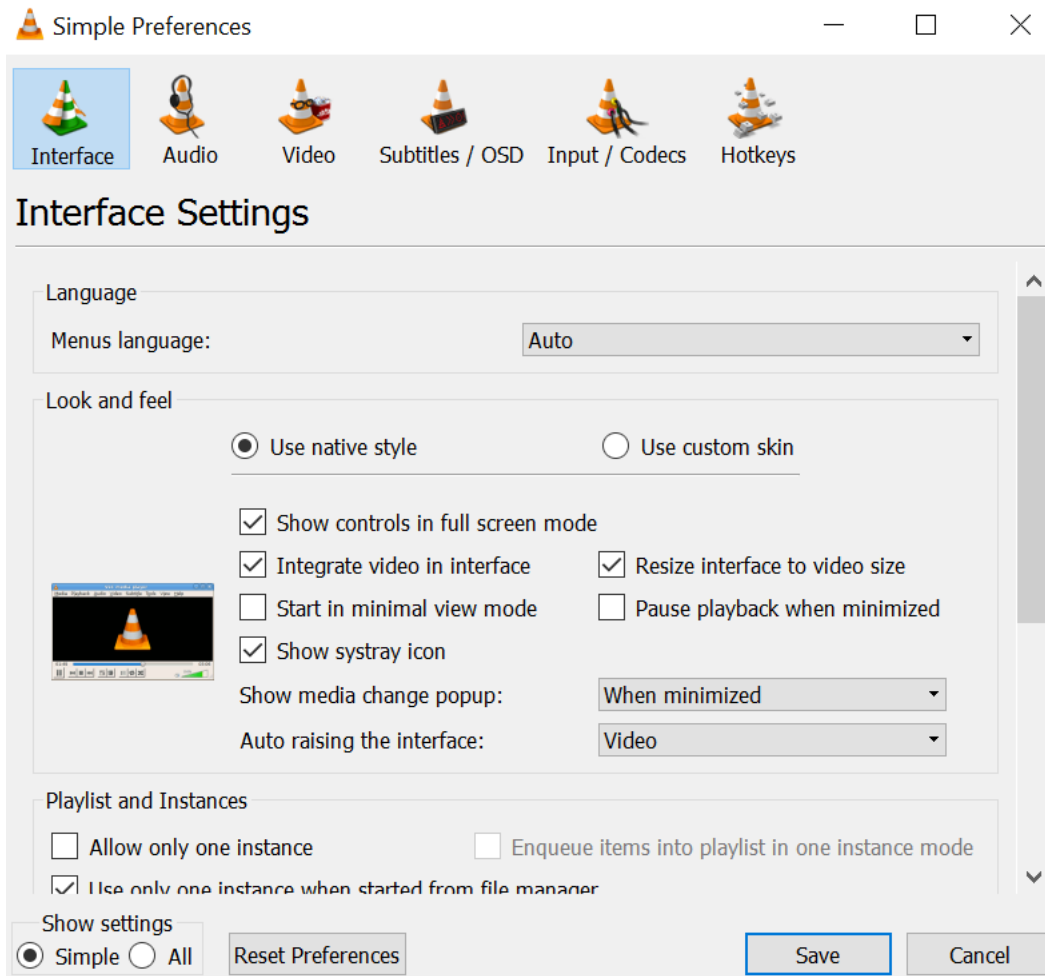 Simple Preferences
Interface Audio Video Subtitles / OSD Input / Codecs Hotkeys
Interface Settings
Language
Menus language: Auto
Look and feel
Use native style Use custom skin
Show controls in full screen mode
Integrate video in interface Resize interface to video size
Start in minimal view mode Pause playback when minimized
Show systray icon
Show media change popup: When minimized
Auto raising the interface: Video
Playlist and Instances
Allow only one instance Enqueue items into playlist in one instance mode
Use only one instance when started from file manager
Show settings
Simple All Reset Preferences Save Cancel